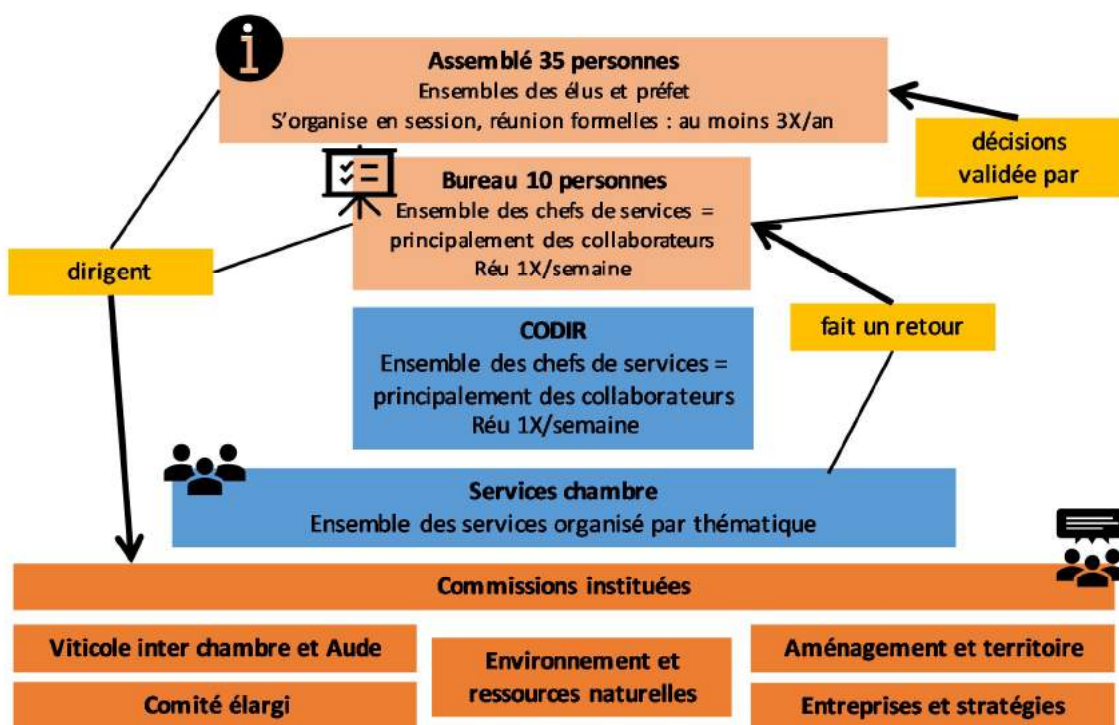 Assemblé 35 personnes
Ensembles des élus et préfet
S'organise en session, réunion formelles : au moins 3X/an
décisions
validée par
Bureau 10 personnes
Ensemble des chefs de services =
principalement des collaborateurs
Réu 1X/semaine
dirigent
fait un retour
CODIR
Ensemble des chefs de services =
principalement des collaborateurs
Réu 1X/semaine
Services chambre
Ensemble des services organisé par thématique
Commissions instituées
Viticole inter chambre et Aude
Comité élargi
Environnement et
ressources naturelles
Aménagement et territoire
Entreprises et stratégies